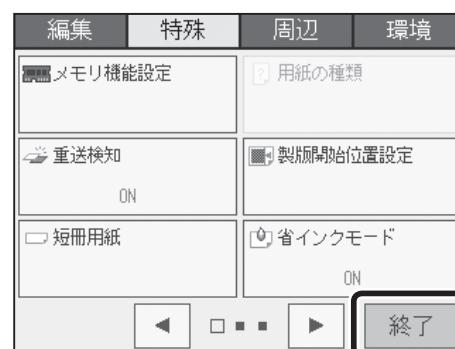 編集 特殊 周辺 環境
メモリ機能設定 用紙の種類
重送検知 製版開始位置設定
ON
短冊用紙 省インクモード
ON
終了